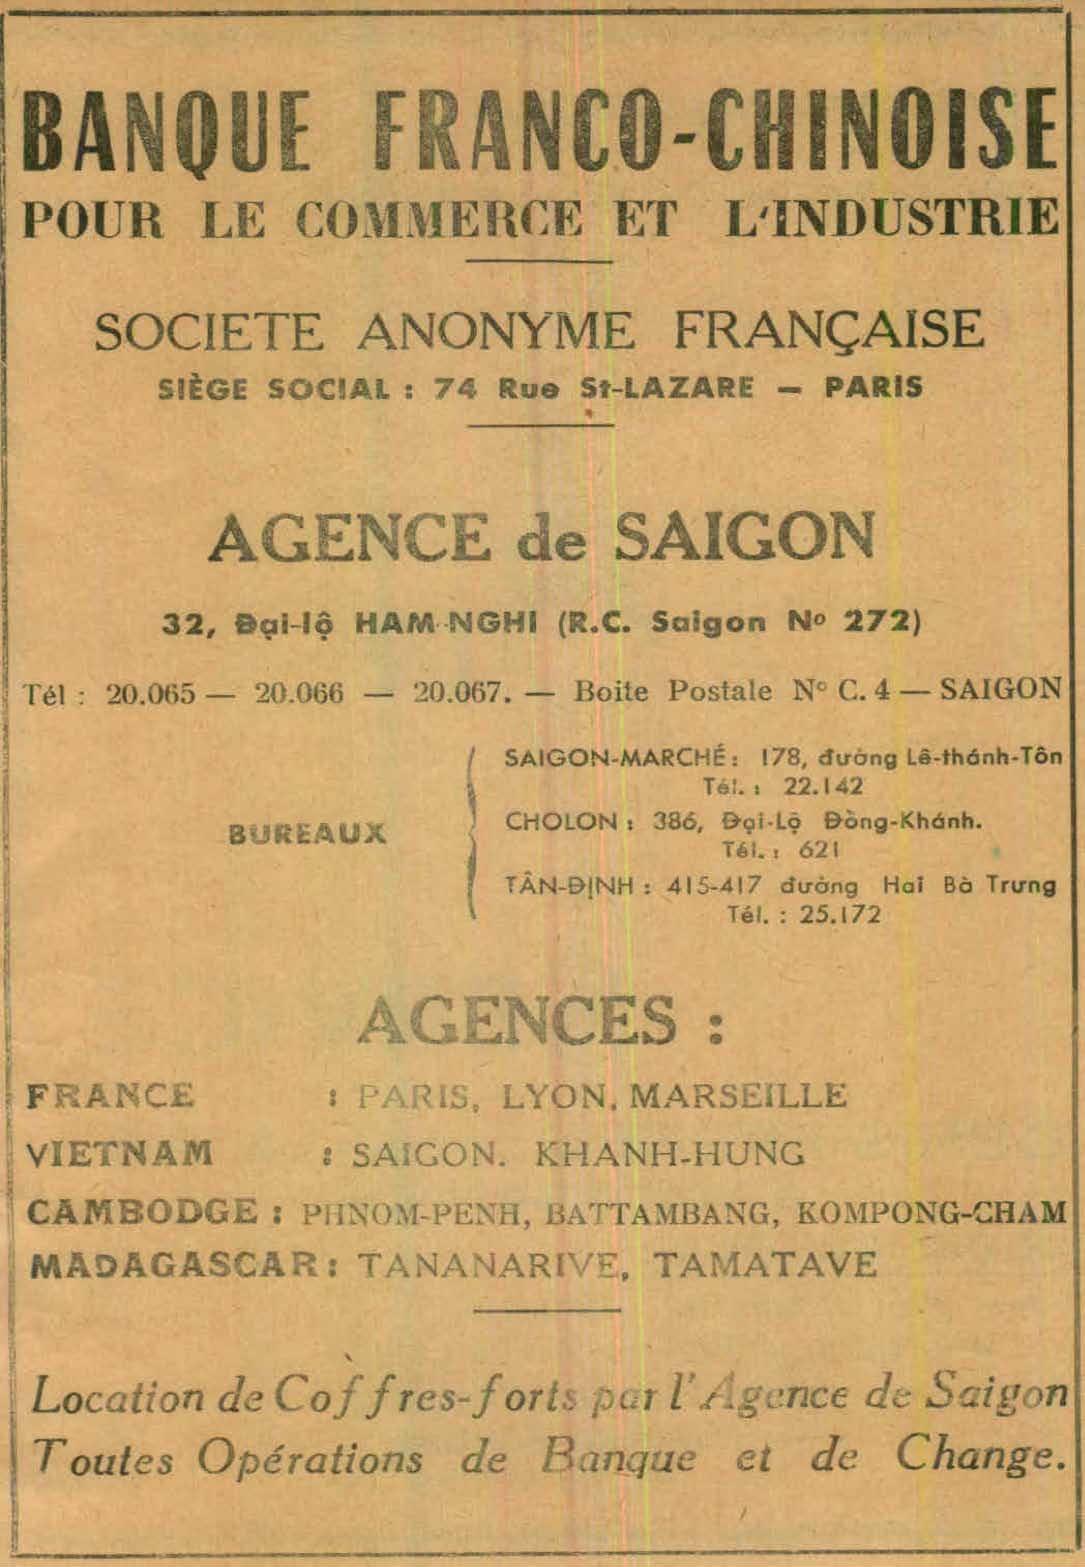 BANQUE FRANCO-CHINOISE
POUR LE COMMERCE ET L'INDUSTRIE
SOCIETE ANONYME FRANÇAISE
SIÈGE SOCIAL : 74 Rue St-LAZARE — PARIS
AGENCE de SAIGON
32, Đại-lộ HAM-NGHI (R.C. Saigon No 272)
Tél : 20.065 — 20.066 — 20.067. — Boite Postale N° C. 4 — SAIGON
BUREAUX
SAIGON-MARCHÉ : 178, đường Lê-thánh-Tôn
Tél. : 22.142
CHOLON : 386, Đại-Lộ Đồng-Khánh.
Tél. : 621
TÂN-ĐỊNH : 415-417 đường Hai Bà Trưng
Tél. : 25.172
AGENCES :
FRANCE : PARIS, LYON, MARSEILLE
VIETNAM : SAIGON. KHANH-HUNG
CAMBODGE : PHNOM-PENH, BATTAMBANG, KOMPONG-CHAM
MADAGASCAR : TANANARIVE, TAMATAVE
Location de Coffres-forts par l'Agence de Saigon
Toutes Opérations de Banque et de Change.